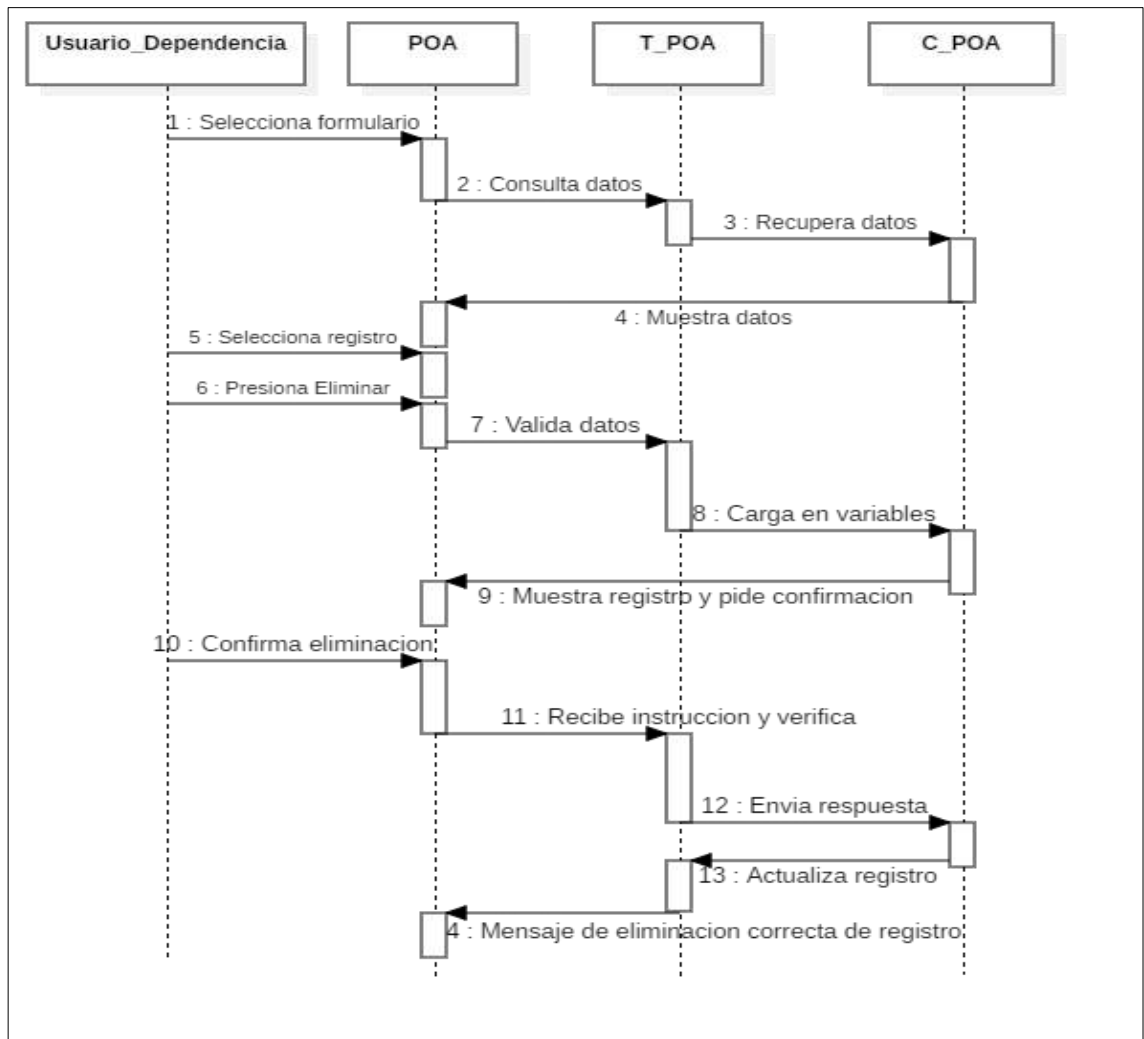 Usuario_Dependencia
POA
T_POA
C_POA
1 : Selecciona formulario
2 : Consulta datos
3 : Recupera datos
4 : Muestra datos
5 : Selecciona registro
6 : Presiona Eliminar
7 : Valida datos
8 : Carga en variables
9 : Muestra registro y pide confirmacion
10 : Confirma eliminacion
11 : Recibe instruccion y verifica
12 : Envia respuesta
13 : Actualiza registro
4 : Mensaje de eliminacion correcta de registro